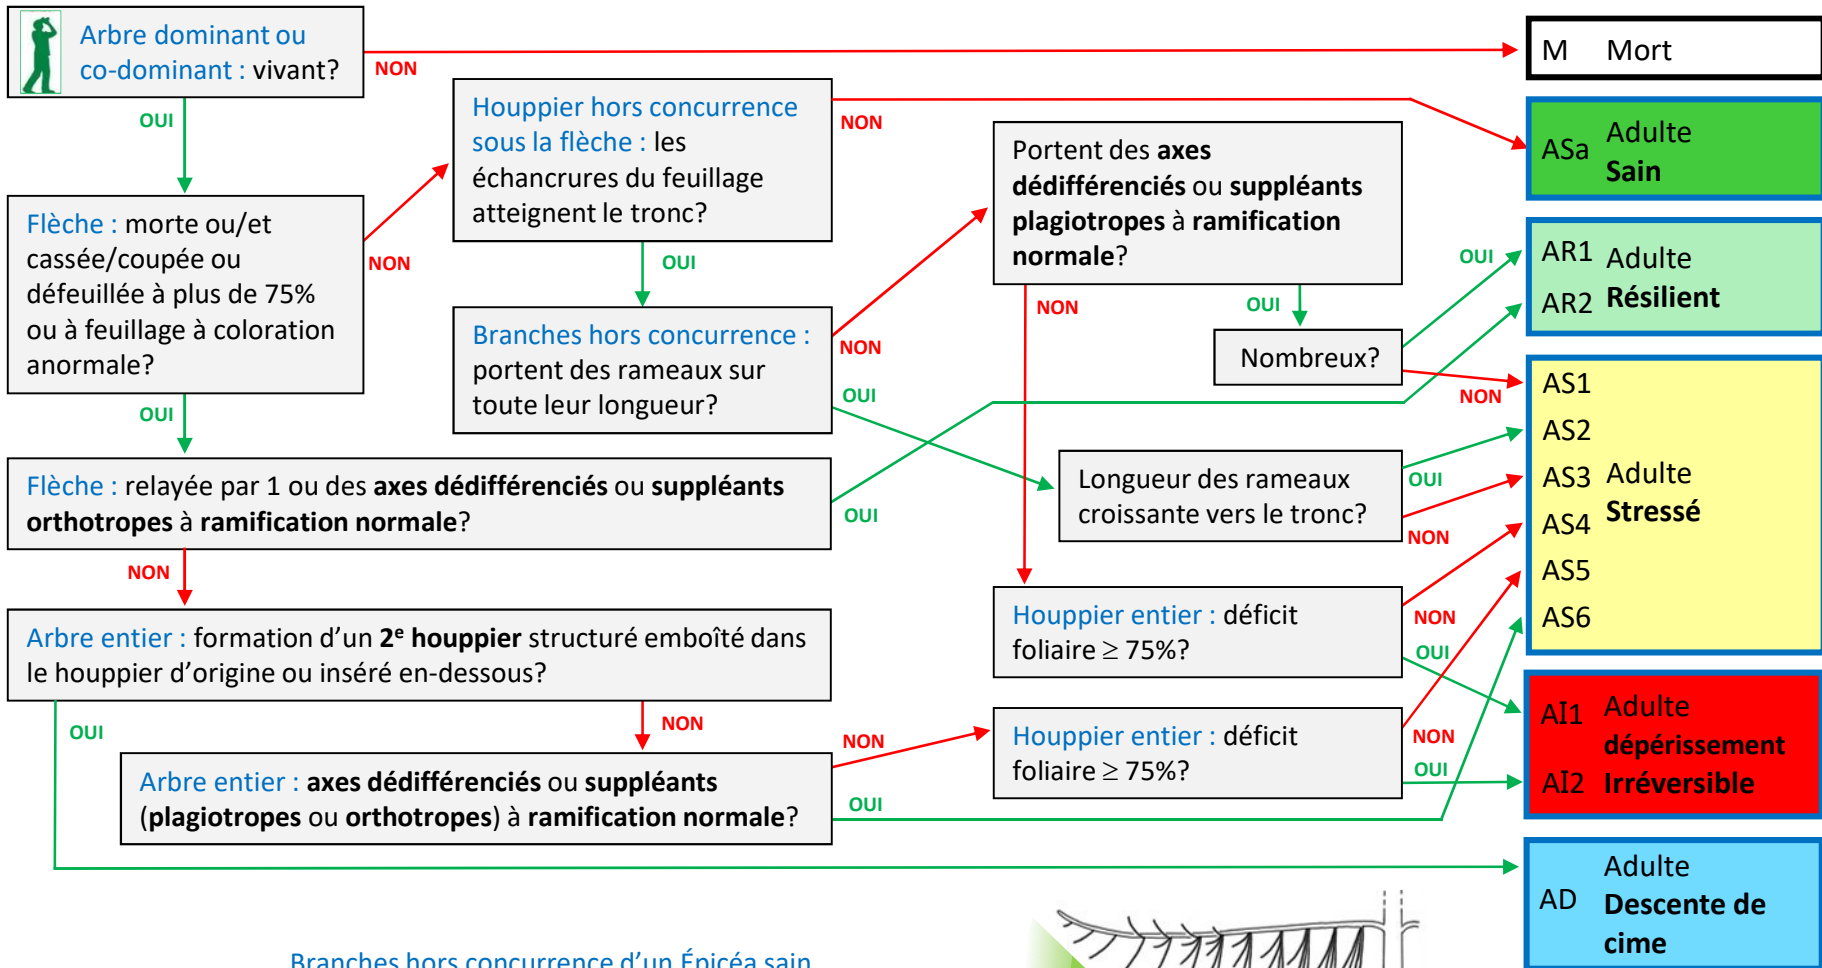 Arbre dominant ou
co-dominant : vivant?
NON
OUI
Houppier hors concurrence
sous la flèche : les
échancrures du feuillage
atteignent le tronc?
NON
OUI
Flèche : morte ou/et
cassée/coupée ou
défeuillée à plus de 75%
ou à feuillage à coloration
anormale?
NON
OUI
Branches hors concurrence :
portent des rameaux sur
toute leur longueur?
NON
OUI
Portent des axes
dédifférenciés ou suppléants
plagiotropes à ramification
normale?
NON
OUI
Nombreux?
OUI
NON
Flèche : relayée par 1 ou des axes dédifférenciés ou suppléants
orthotropes à ramification normale?
OUI
NON
Longueur des rameaux
croissante vers le tronc?
OUI
NON
Arbre entier : formation d'un 2e houppier structuré emboîté dans
le houppier d'origine ou inséré en-dessous?
OUI
NON
Houppier entier : déficit
foliaire ≥ 75%?
NON
OUI
Arbre entier : axes dédifférenciés ou suppléants
(plagiotropes ou orthotropes) à ramification normale?
NON
OUI
Houppier entier : déficit
foliaire ≥ 75%?
NON
OUI
M Mort
ASa Adulte
Sain
AR1 Adulte
AR2 Résilient
AS1
AS2
AS3 Adulte
AS4 Stressé
AS5
AS6
AI1 Adulte
dépérissement
AI2 Irréversible
Adulte
AD Descente de
cime
Branches hors concurrence d'un Épicéa sain